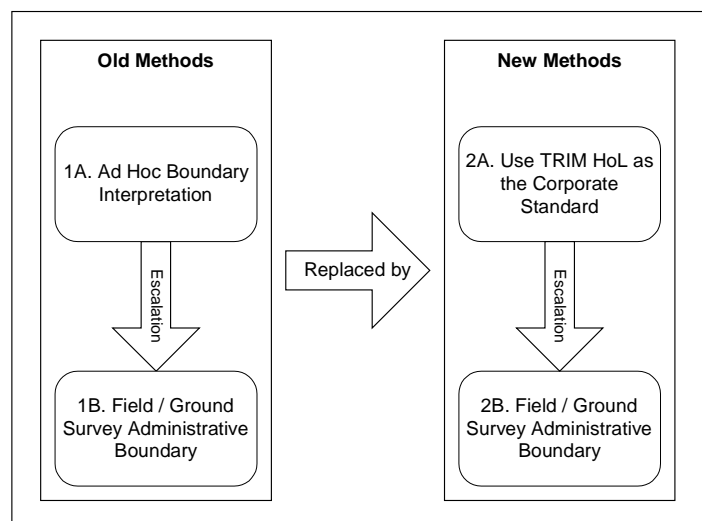 Old Methods
1A. Ad Hoc Boundary
Interpretation
Escalation
1B. Field / Ground
Survey Administrative
Boundary
Replaced by
New Methods
2A. Use TRIM HoL as
the Corporate
Standard
Escalation
2B. Field / Ground
Survey Administrative
Boundary